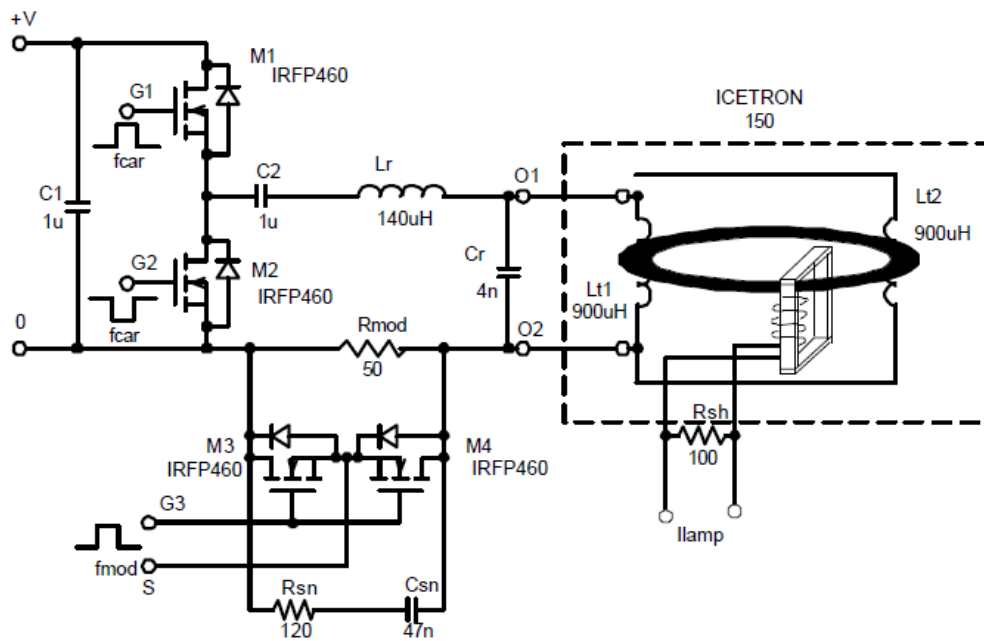 +V
M1
IRFP460
G1
fcar
C1
1u
C2
1u
Lr
140uH
O1
ICETRON
150
Lt2
900uH
G2
fcar
M2
IRFP460
Cr
4n
Lt1
900uH
0
Rmod
50
O2
M3
IRFP460
M4
IRFP460
Rsh
100
G3
fmod
S
Ilamp
Rsn
120
Csn
47n